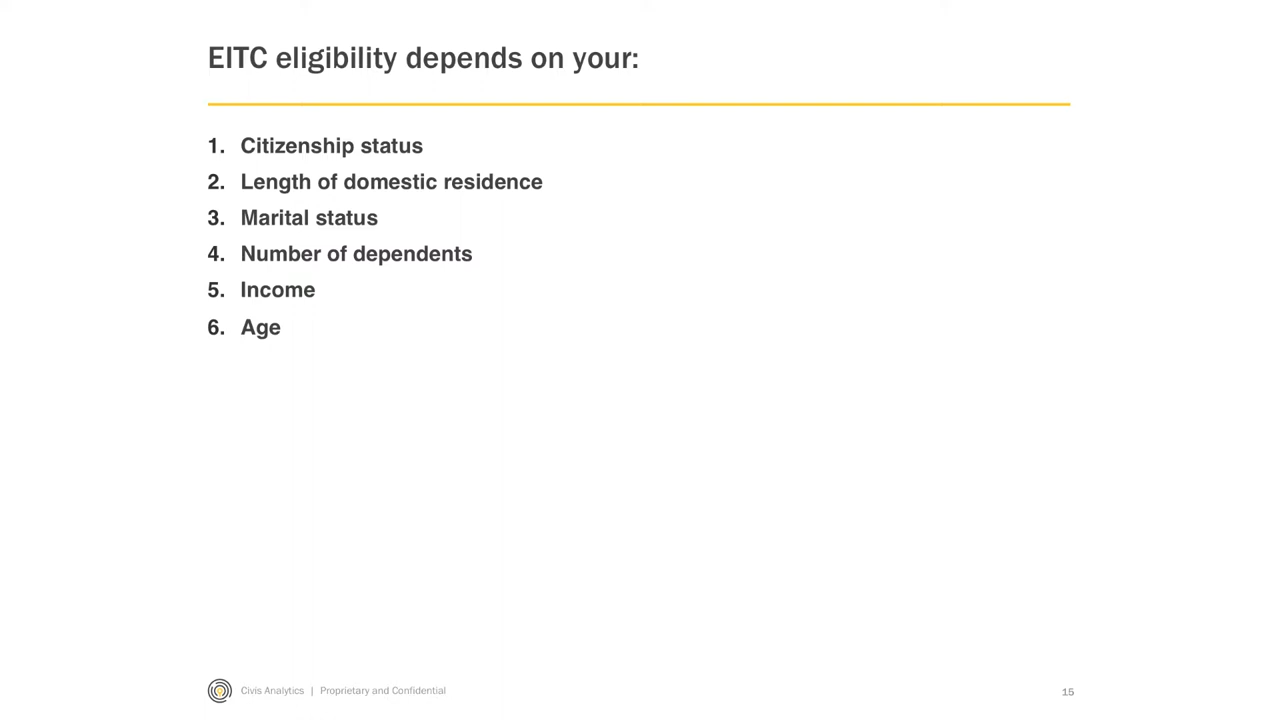 EITC eligibility depends on your:
1. Citizenship status
2. Length of domestic residence
3. Marital status
4. Number of dependents
5. Income
6. Age
Civis Analytics | Proprietary and Confidential
15